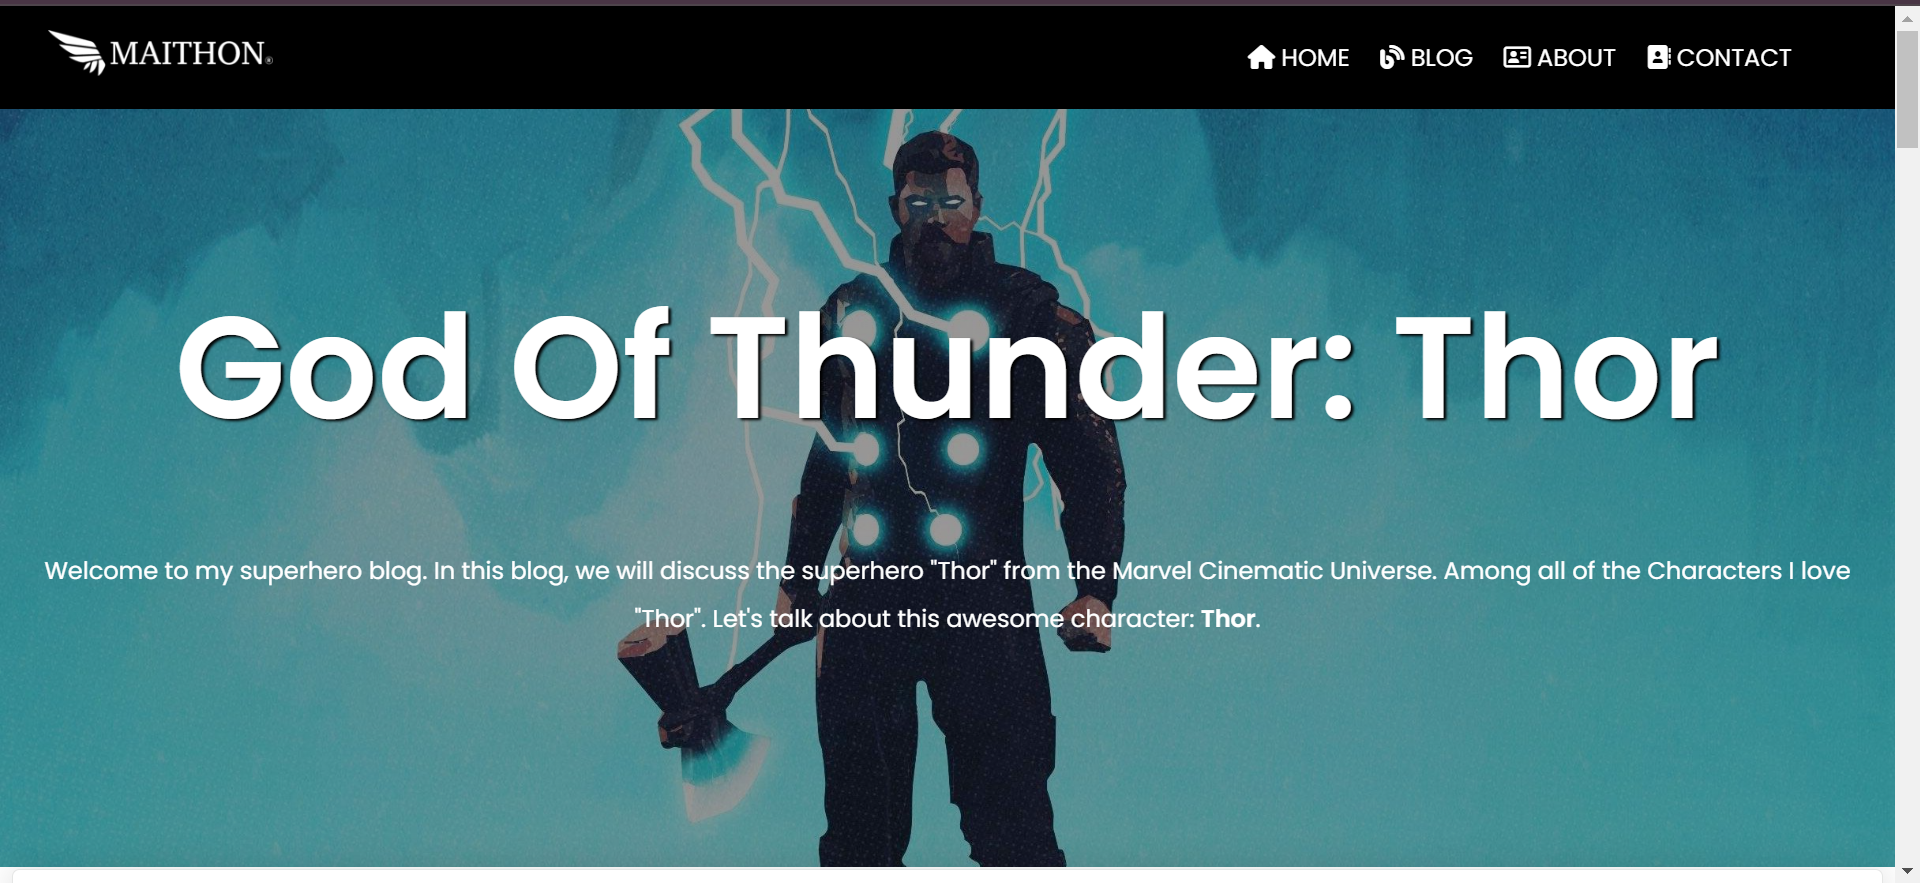 MAITHON®
HOME BLOG ABOUT CONTACT
God Of Thunder: Thor
Welcome to my superhero blog. In this blog, we will discuss the superhero "Thor" from the Marvel Cinematic Universe. Among all of the Characters I love
"Thor". Let's talk about this awesome character: Thor.